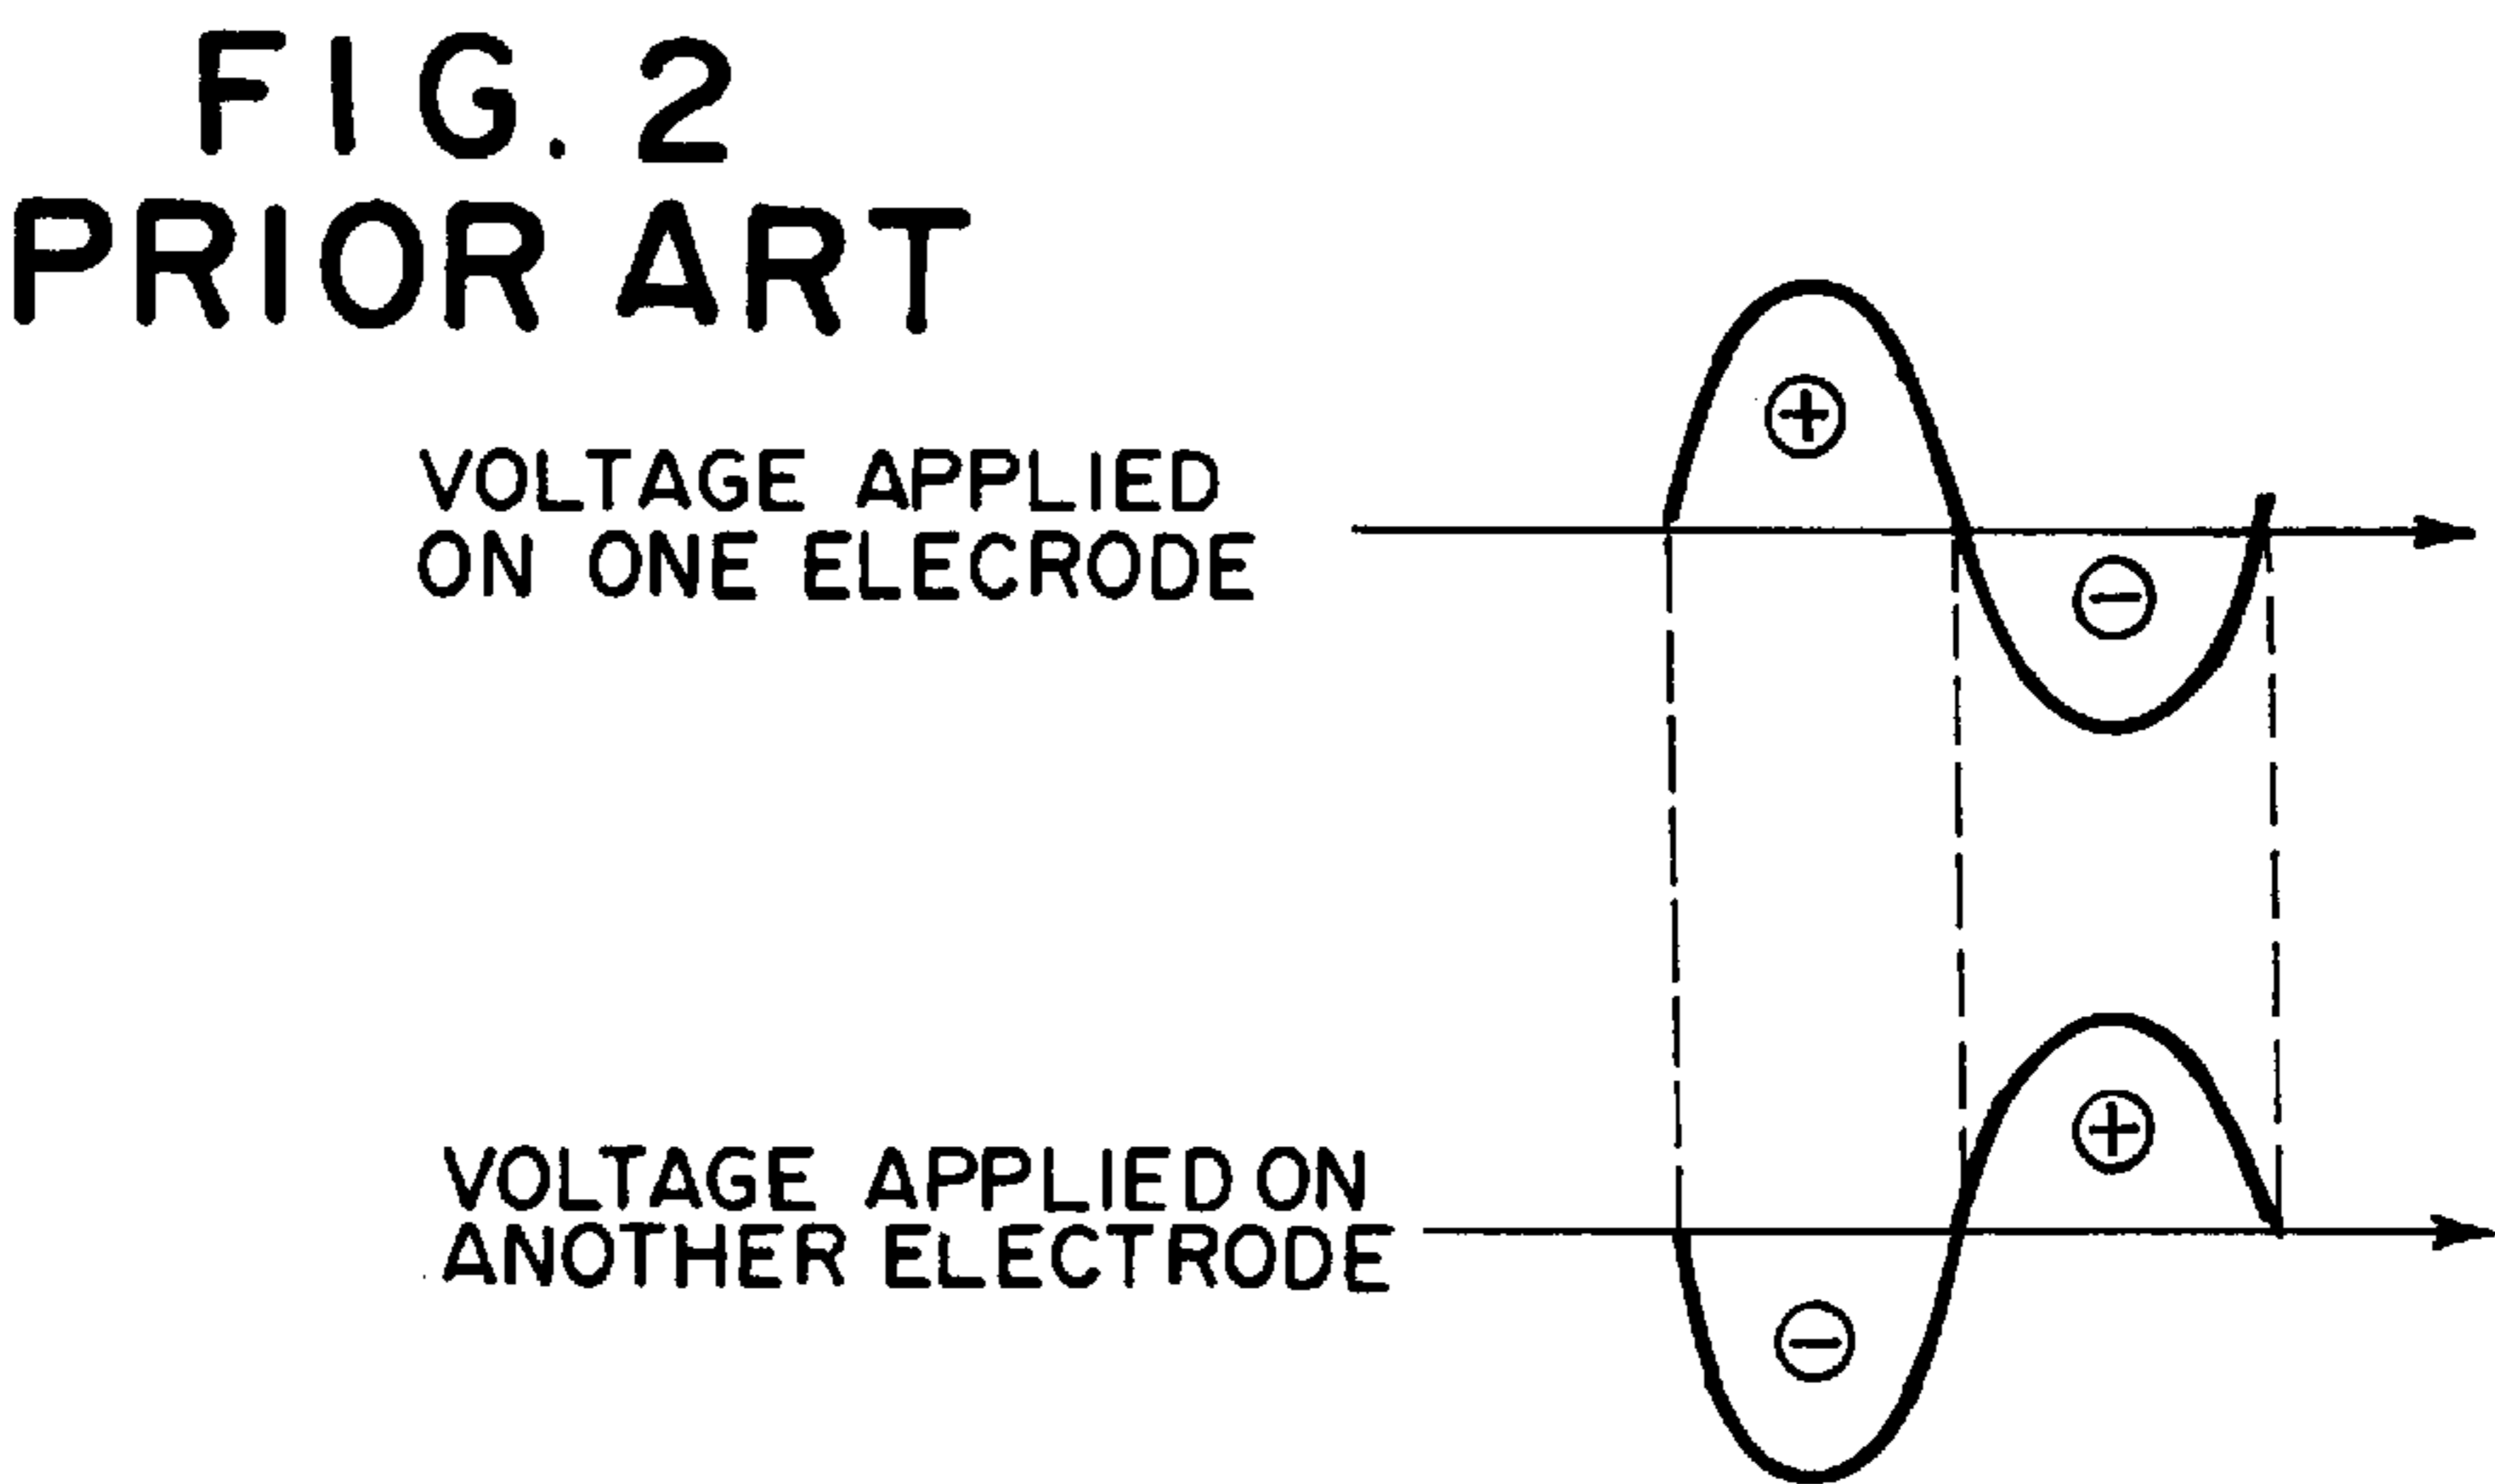 FIG. 2
PRIOR ART
VOLTAGE APPLIED
ON ONE ELECRODE
+
−
VOLTAGE APPLIED ON
ANOTHER ELECTRODE
+
−